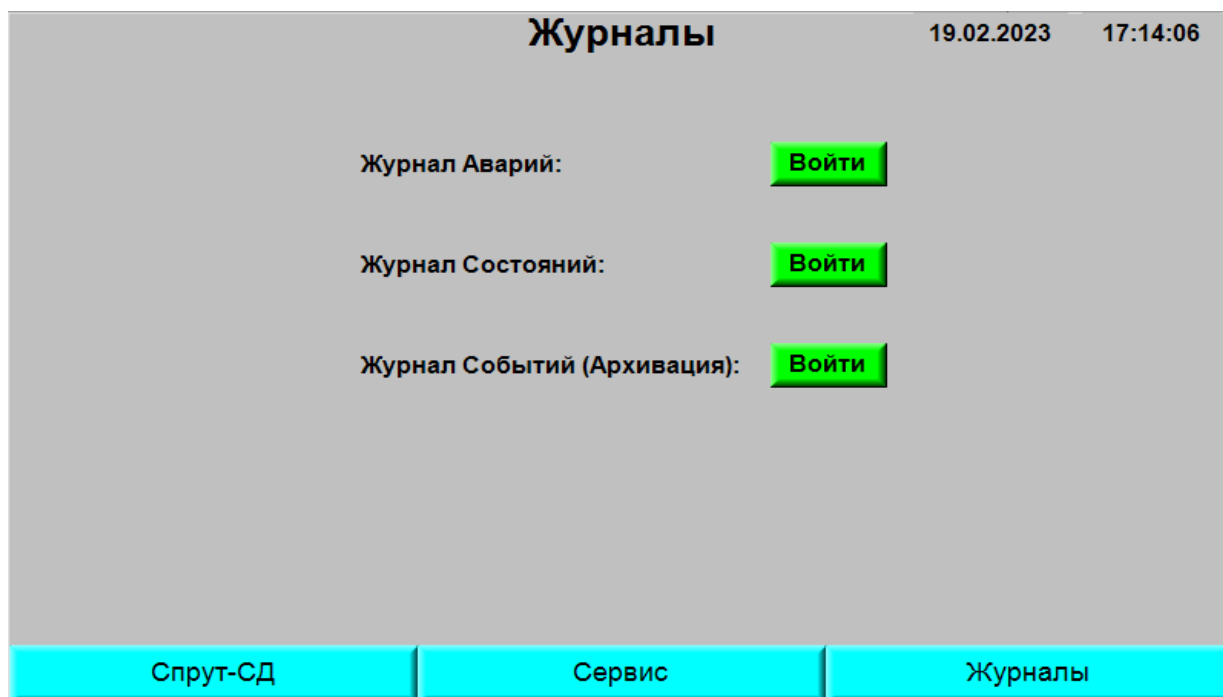 Журналы 19.02.2023 17:14:06
Журнал Аварий: Войти
Журнал Состояний: Войти
Журнал Событий (Архивация): Войти
Спрут-СД Сервис Журналы